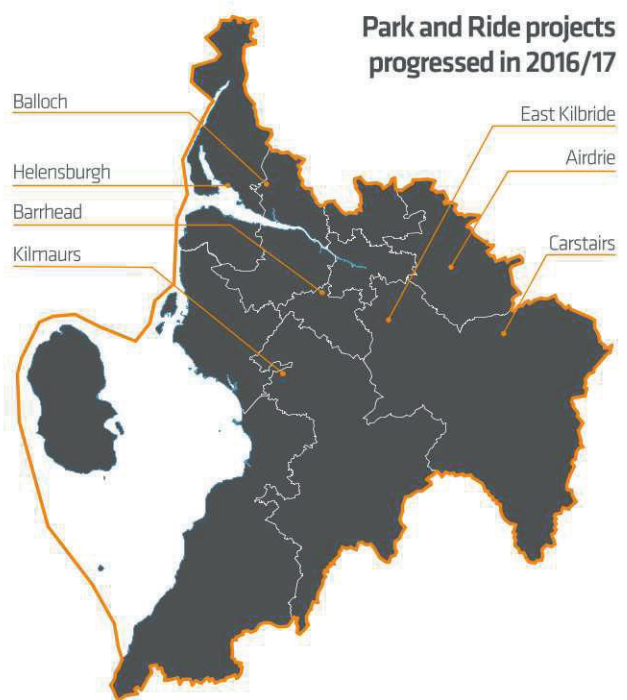 Park and Ride projects
progressed in 2016/17
Balloch
East Kilbride
Airdrie
Helensburgh
Barrhead
Carstairs
Kilmaurs